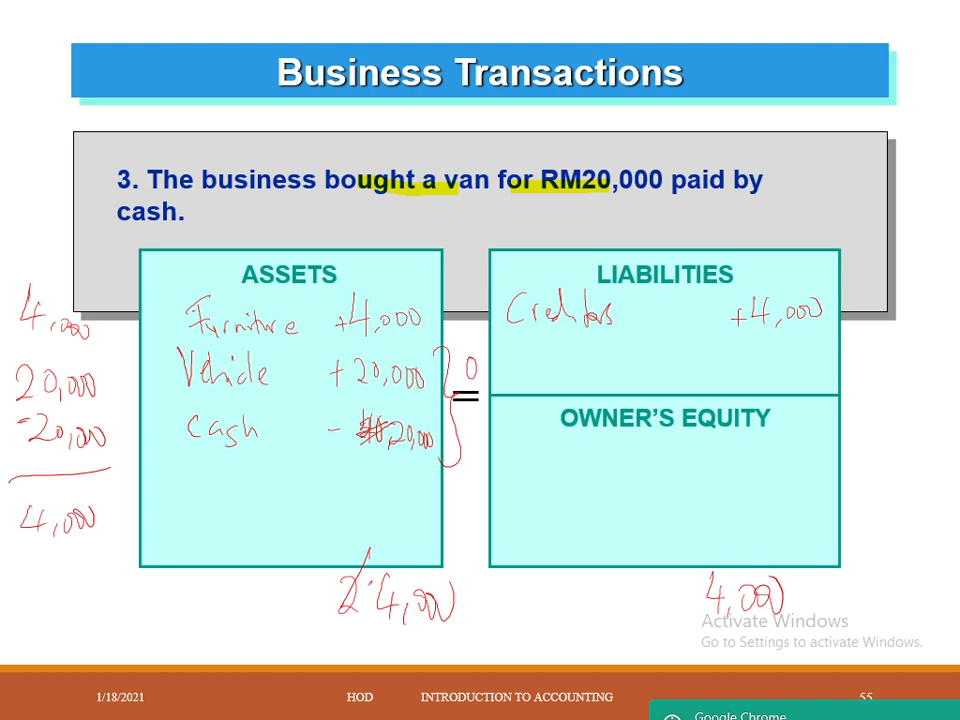 Business Transactions
3. The business bought a van for RM20,000 paid by
cash.
ASSETS
Furniture +4,000
Vehicle +20,000
Cash - 20,000
0
=
LIABILITIES
Creditors +4,000
OWNER'S EQUITY
4,000
20,000
-20,000
4,000
4,000
4,000
Activate Windows
Go to Settings to activate Windows.
1/18/2021 HOD INTRODUCTION TO ACCOUNTING 55
Google Chrome